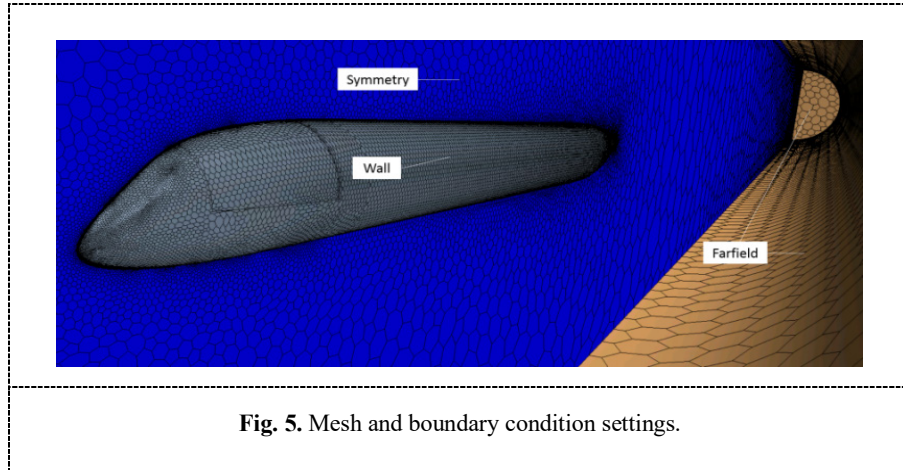 Symmetry
Wall
Farfield
Fig. 5. Mesh and boundary condition settings.